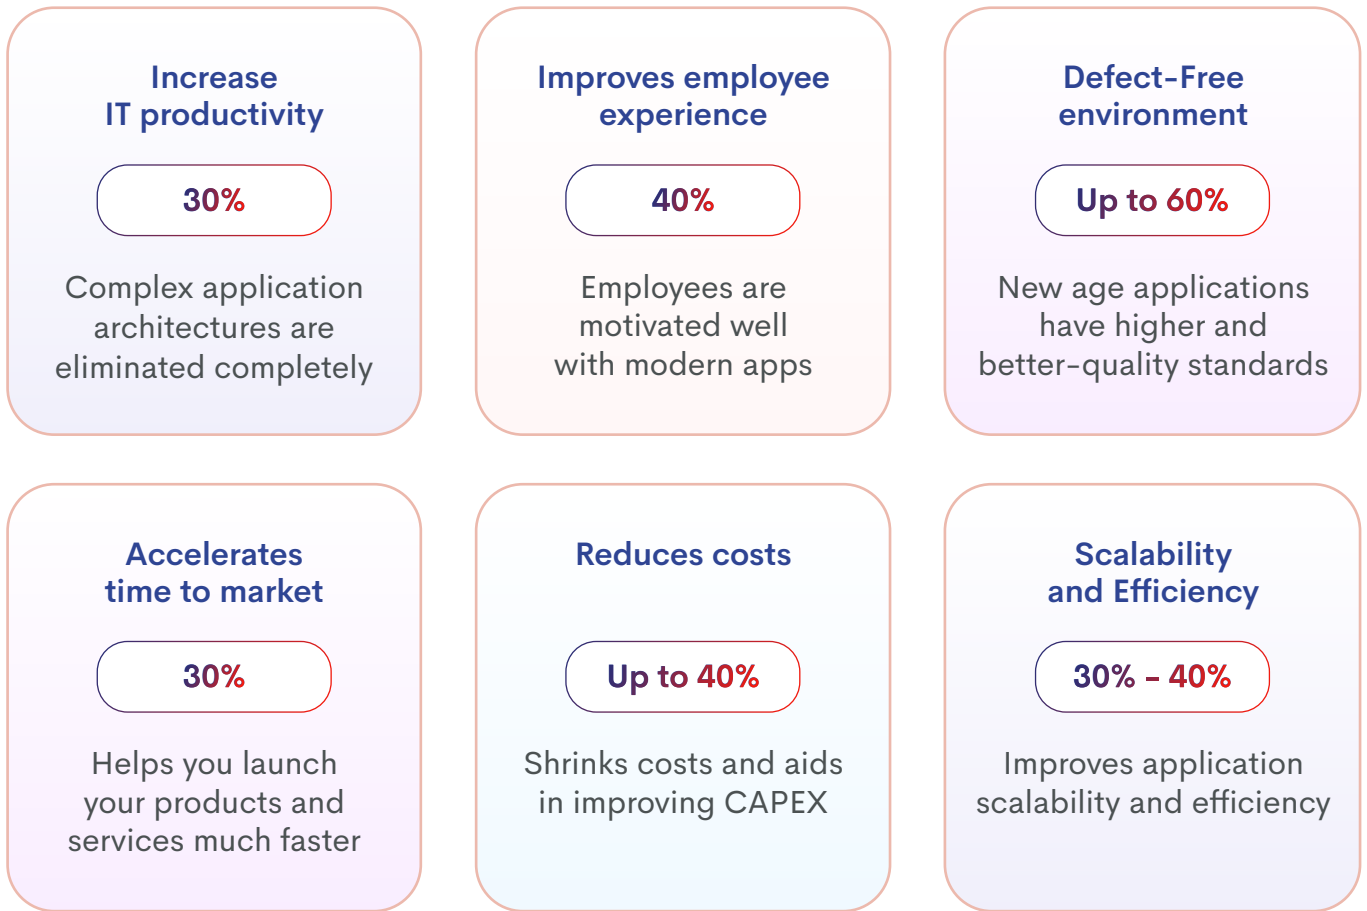 Increase
IT productivity
30%
Complex application
architectures are
eliminated completely
Improves employee
experience
40%
Employees are
motivated well
with modern apps
Defect-Free
environment
Up to 60%
New age applications
have higher and
better-quality standards
Accelerates
time to market
30%
Helps you launch
your products and
services much faster
Reduces costs
Up to 40%
Shrinks costs and aids
in improving CAPEX
Scalability
and Efficiency
30% - 40%
Improves application
scalability and efficiency